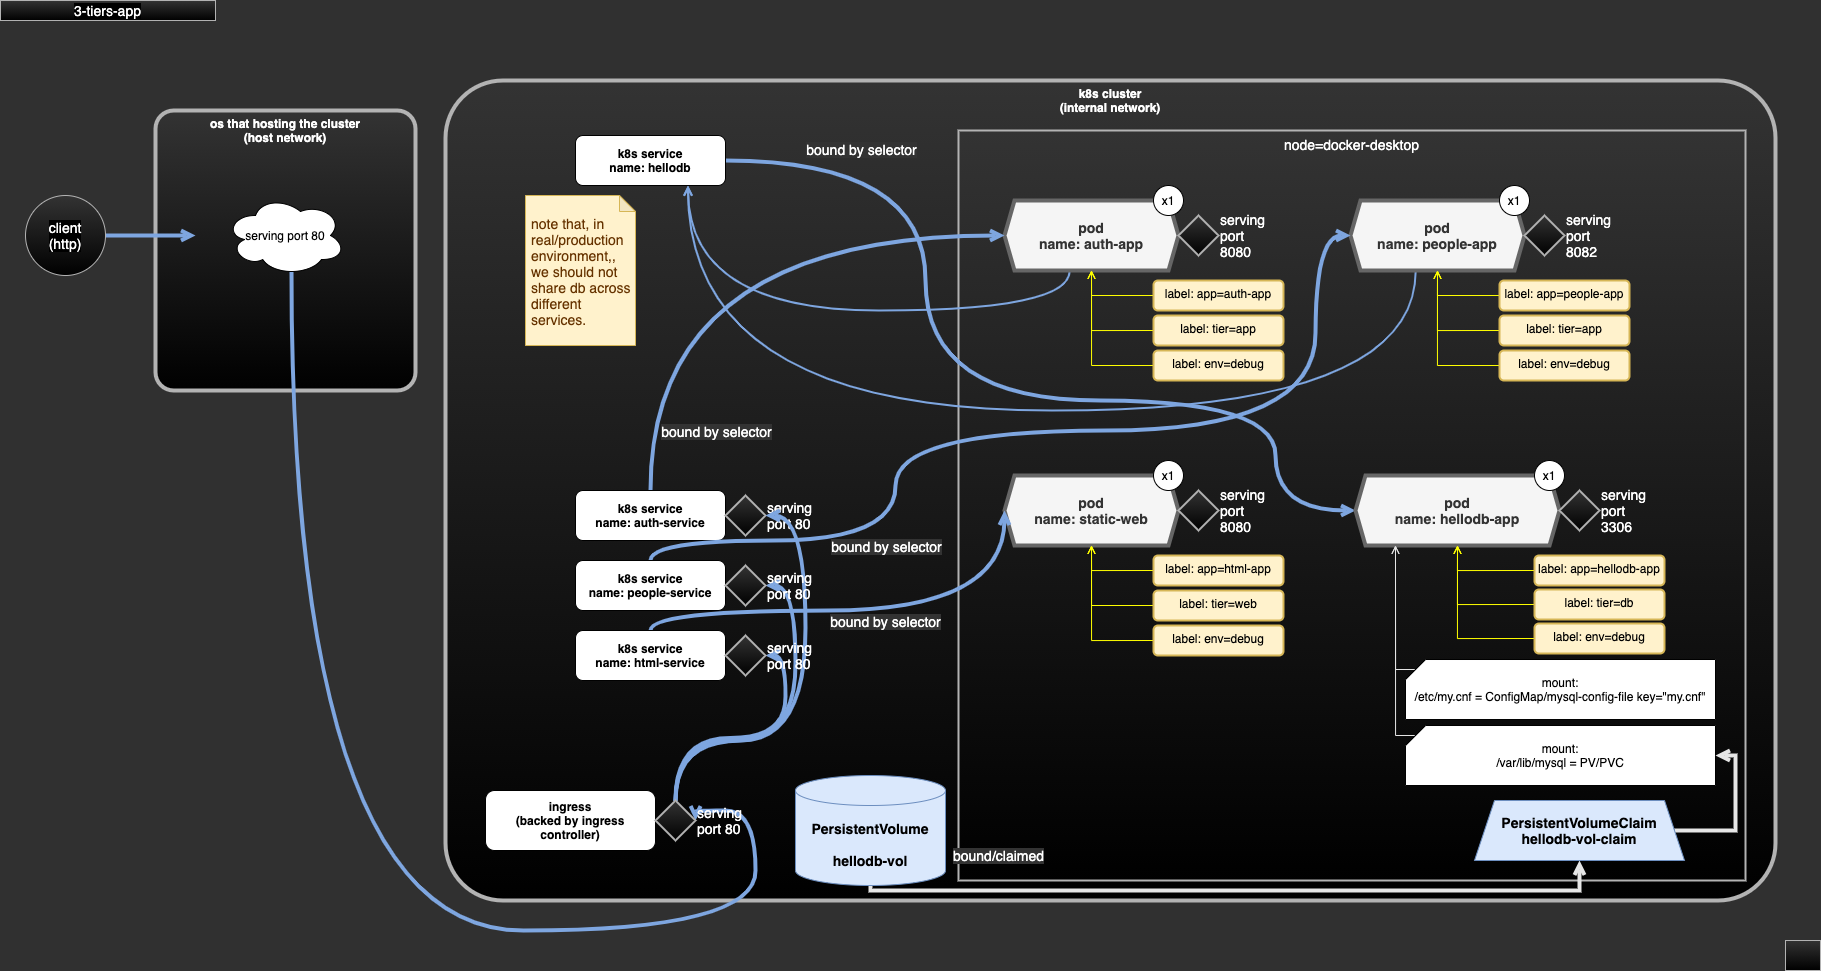 3-tiers-app
k8s cluster
(internal network)
os that hosting the cluster
(host network)
client
(http)
serving port 80
k8s service
name: hellodb
bound by selector
note that, in
real/production
environment,,
we should not
share db across
different
services.
node=docker-desktop
pod
name: auth-app
x1
serving
port
8080
label: app=auth-app
label: tier=app
label: env=debug
pod
name: people-app
x1
serving
port
8082
label: app=people-app
label: tier=app
label: env=debug
bound by selector
k8s service
name: auth-service
serving
port 80
bound by selector
k8s service
name: people-service
serving
port 80
bound by selector
k8s service
name: html-service
serving
port 80
pod
name: static-web
x1
serving
port
8080
label: app=html-app
label: tier=web
label: env=debug
pod
name: hellodb-app
x1
serving
port
3306
label: app=hellodb-app
label: tier=db
label: env=debug
mount:
/etc/my.cnf = ConfigMap/mysql-config-file key="my.cnf"
mount:
/var/lib/mysql = PV/PVC
ingress
(backed by ingress
controller)
serving
port 80
PersistentVolume
hellodb-vol
bound/claimed
PersistentVolumeClaim
hellodb-vol-claim